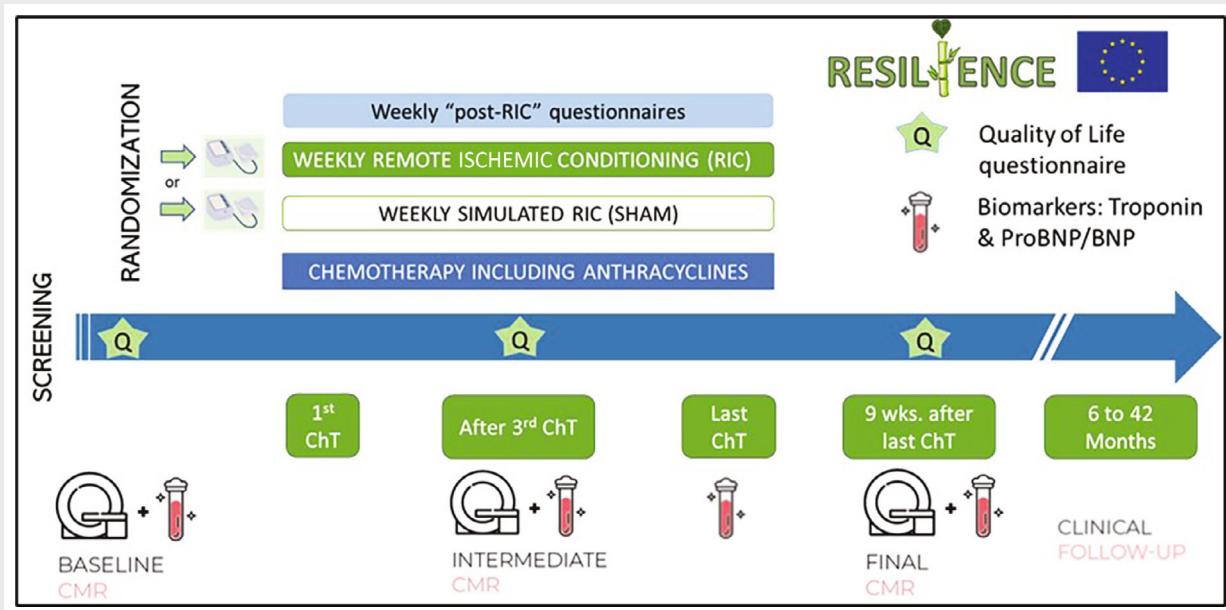 RESILIENCE
RANDOMIZATION
or
Weekly “post-RIC” questionnaires
WEEKLY REMOTE ISCHEMIC CONDITIONING (RIC)
WEEKLY SIMULATED RIC (SHAM)
CHEMOTHERAPY INCLUDING ANTHRACYCLINES
Q
Quality of Life
questionnaire
Biomarkers: Troponin
& ProBNP/BNP
SCREENING
Q
Q
Q
1st
ChT
After 3rd ChT
Last
ChT
9 wks. after
last ChT
6 to 42
Months
+
BASELINE
CMR
+
INTERMEDIATE
CMR
+
FINAL
CMR
CLINICAL
FOLLOW-UP